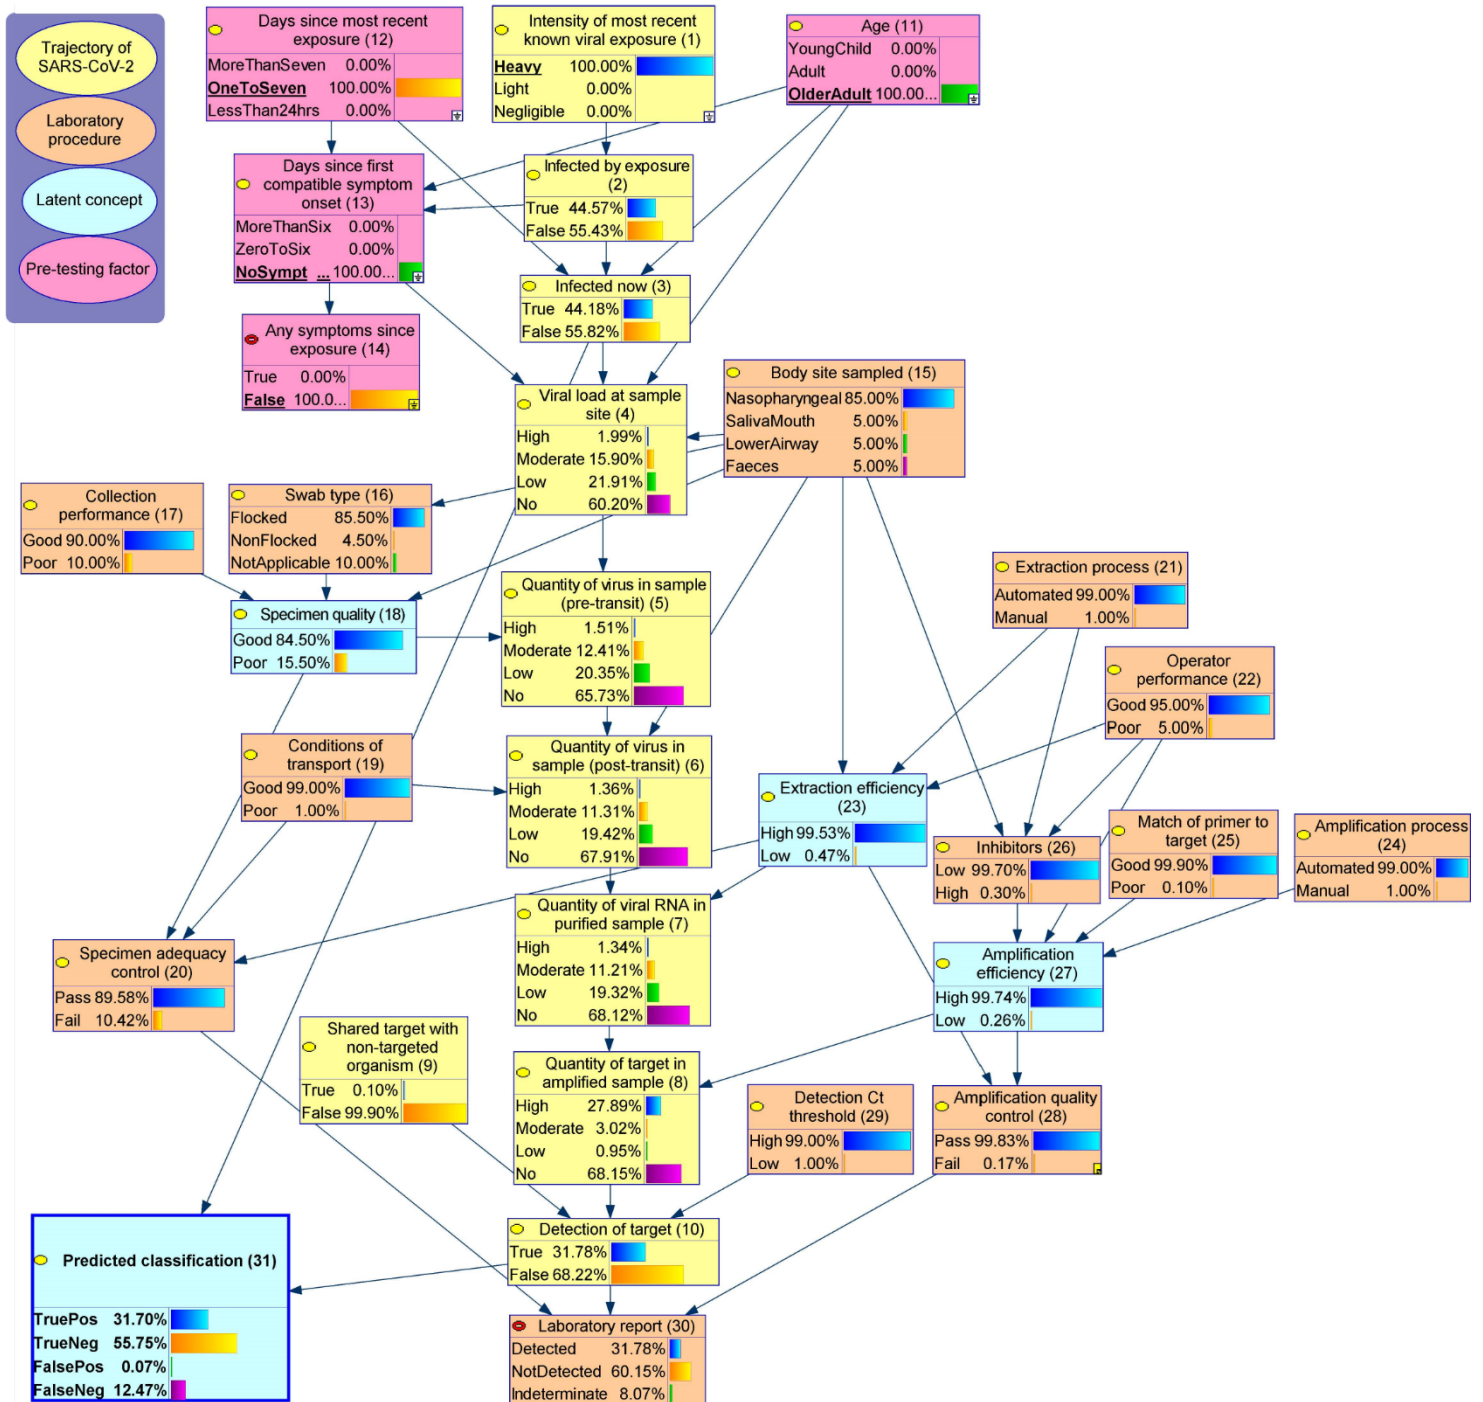 Trajectory of
SARS-CoV-2
Laboratory
procedure
Latent concept
Pre-testing factor
Days since most recent
exposure (12)
MoreThanSeven 0.00%
OneToSeven 100.00%
LessThan24hrs 0.00%
Intensity of most recent
known viral exposure (1)
Heavy 100.00%
Light 0.00%
Negligible 0.00%
Age (11)
YoungChild 0.00%
Adult 0.00%
OlderAdult 100.00...
Days since first
compatible symptom
onset (13)
MoreThanSix 0.00%
ZeroToSix 0.00%
NoSympt ... 100.00...
Infected by exposure
(2)
True 44.57%
False 55.43%
Infected now (3)
True 44.18%
False 55.82%
Any symptoms since
exposure (14)
True 0.00%
False 100.0...
Body site sampled (15)
Nasopharyngeal 85.00%
SalivaMouth 5.00%
LowerAirway 5.00%
Faeces 5.00%
Viral load at sample
site (4)
High 1.99%
Moderate 15.90%
Low 21.91%
No 60.20%
Collection
performance (17)
Good 90.00%
Poor 10.00%
Swab type (16)
Flocked 85.50%
NonFlocked 4.50%
NotApplicable 10.00%
Extraction process (21)
Automated 99.00%
Manual 1.00%
Quantity of virus in sample
(pre-transit) (5)
High 1.51%
Moderate 12.41%
Low 20.35%
No 65.73%
Specimen quality (18)
Good 84.50%
Poor 15.50%
Operator
performance (22)
Good 95.00%
Poor 5.00%
Conditions of
transport (19)
Good 99.00%
Poor 1.00%
Quantity of virus in
sample (post-transit) (6)
High 1.36%
Moderate 11.31%
Low 19.42%
No 67.91%
Extraction efficiency
(23)
High 99.53%
Low 0.47%
Inhibitors (26)
Low 99.70%
High 0.30%
Match of primer to
target (25)
Good 99.90%
Poor 0.10%
Amplification process
(24)
Automated 99.00%
Manual 1.00%
Quantity of viral RNA in
purified sample (7)
High 1.34%
Moderate 11.21%
Low 19.32%
No 68.12%
Specimen adequacy
control (20)
Pass 89.58%
Fail 10.42%
Amplification
efficiency (27)
High 99.74%
Low 0.26%
Shared target with
non-targeted
organism (9)
True 0.10%
False 99.90%
Quantity of target in
amplified sample (8)
High 27.89%
Moderate 3.02%
Low 0.95%
No 68.15%
Detection Ct
threshold (29)
High 99.00%
Low 1.00%
Amplification quality
control (28)
Pass 99.83%
Fail 0.17%
Detection of target (10)
True 31.78%
False 68.22%
Predicted classification (31)
TruePos 31.70%
TrueNeg 55.75%
FalsePos 0.07%
FalseNeg 12.47%
Laboratory report (30)
Detected 31.78%
NotDetected 60.15%
Indeterminate 8.07%